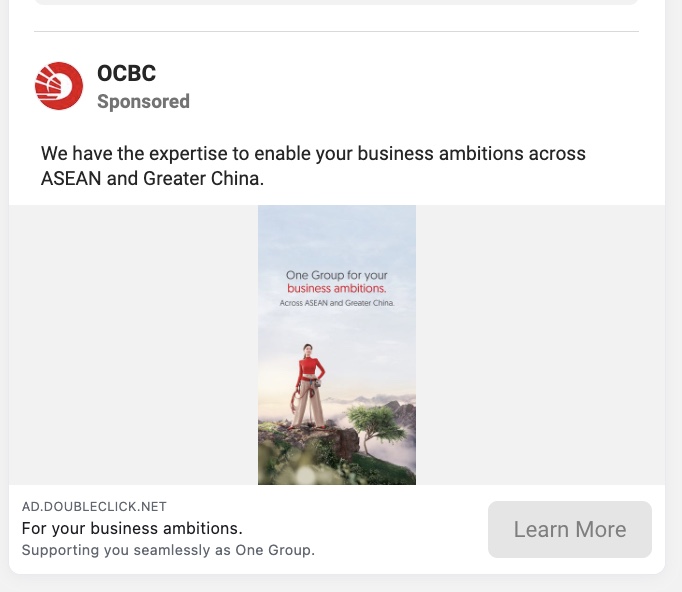 OCBC
Sponsored
We have the expertise to enable your business ambitions across
ASEAN and Greater China.
One Group for your
business ambitions.
Across ASEAN and Greater China.
AD.DOUBLECLICK.NET
For your business ambitions.
Supporting you seamlessly as One Group.
Learn More